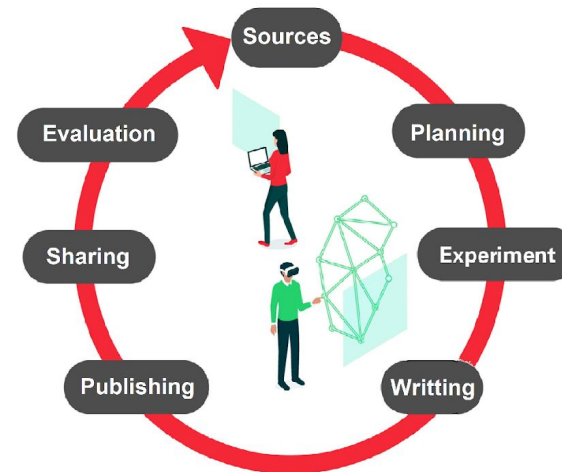 Sources
Planning
Experiment
Writting
Publishing
Sharing
Evaluation